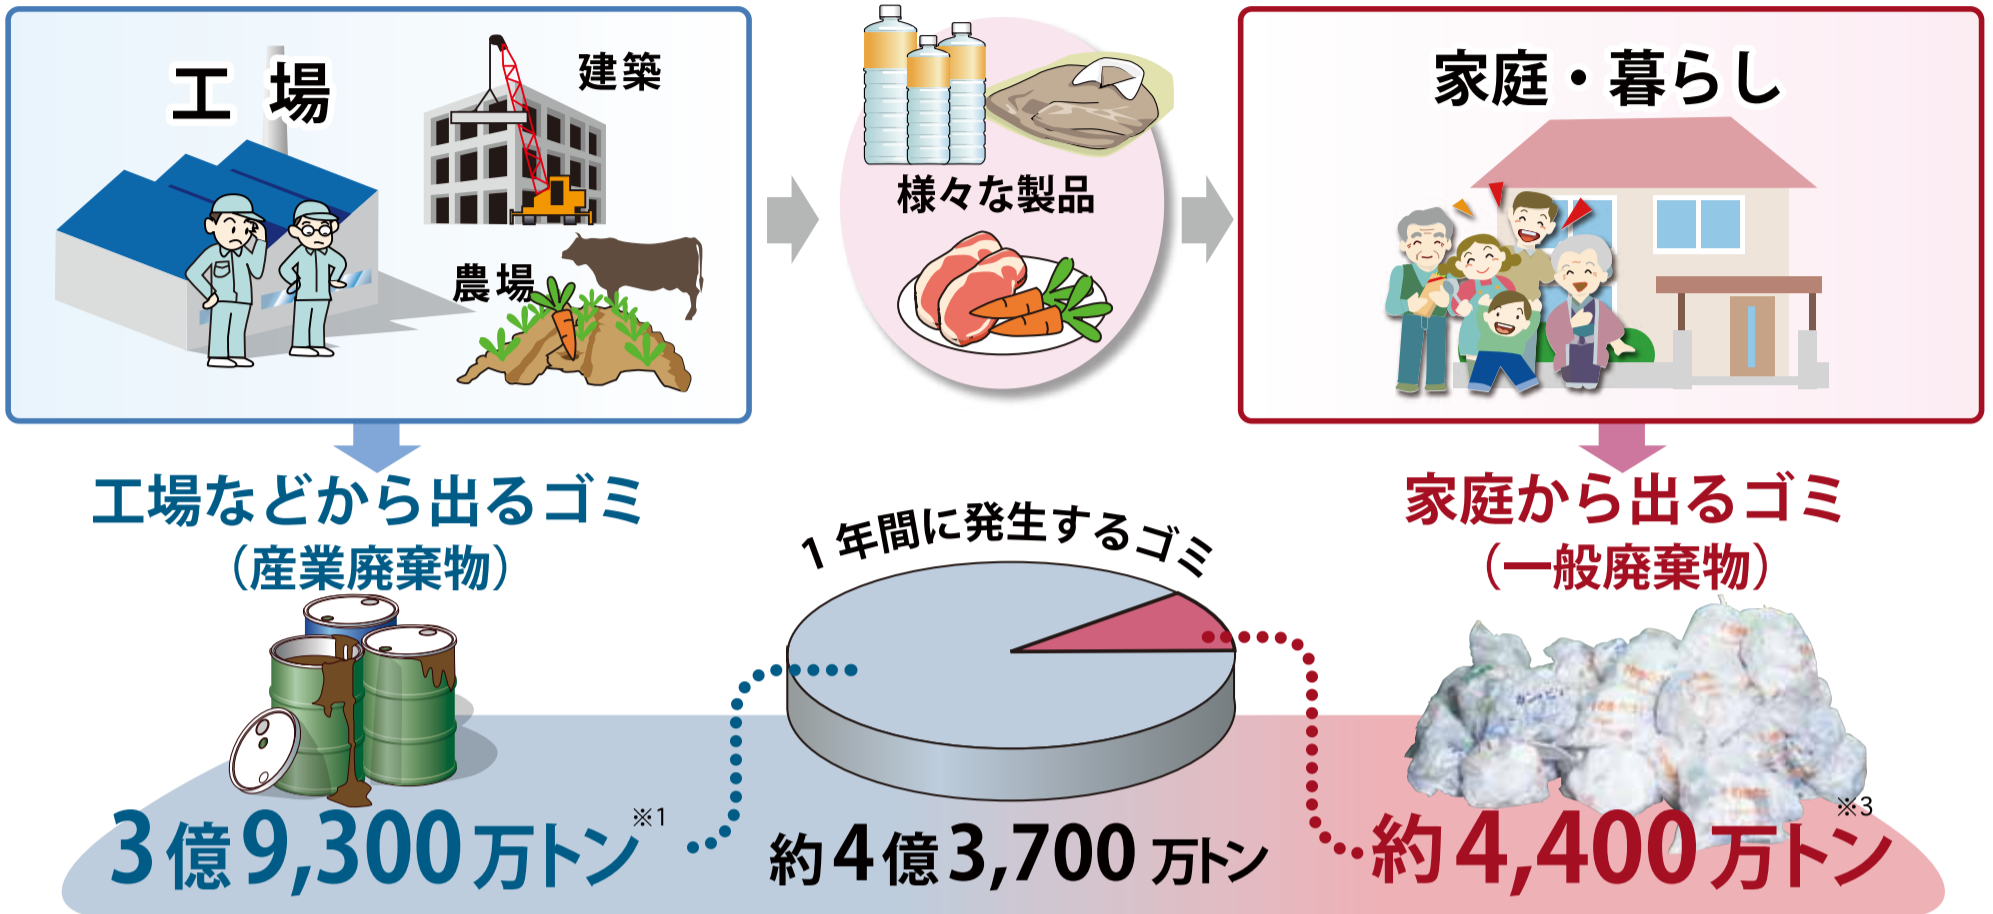 工場
建築
農場
様々な製品
家庭・暮らし
工場などから出るゴミ
（産業廃棄物）
1年間に発生するゴミ
家庭から出るゴミ
（一般廃棄物）
3億9,300万トン※1
約4億3,700万トン
約4,400万トン※3